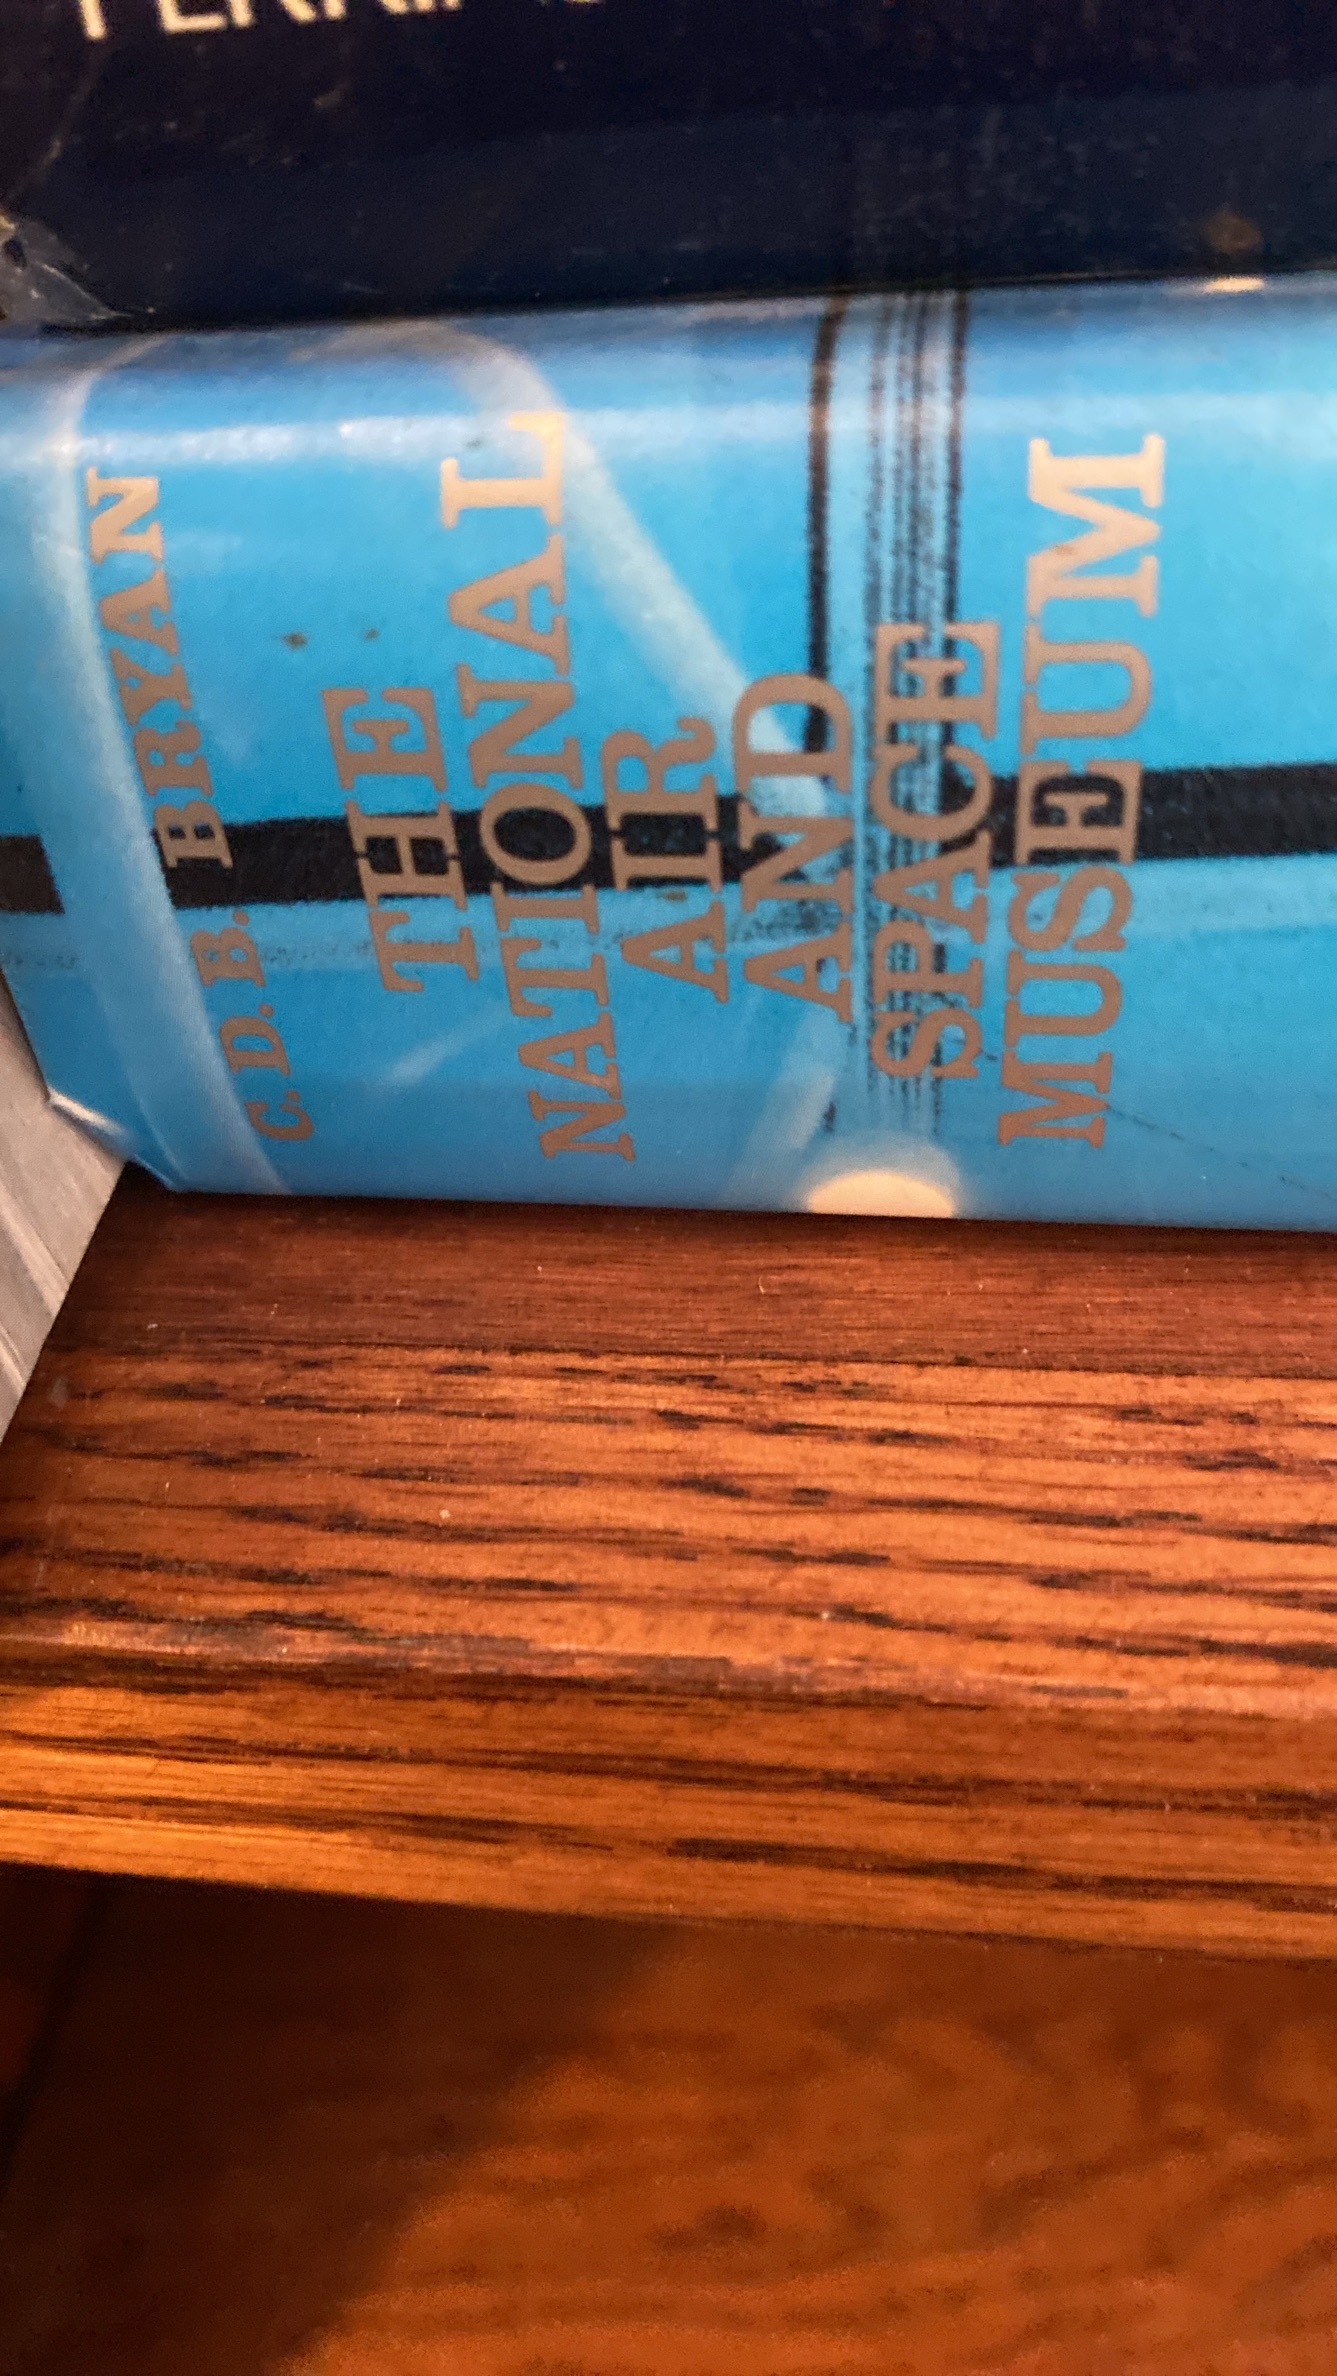 C.D.B. BRYAN
THE
NATIONAL
AIR
AND
SPACE
MUSEUM